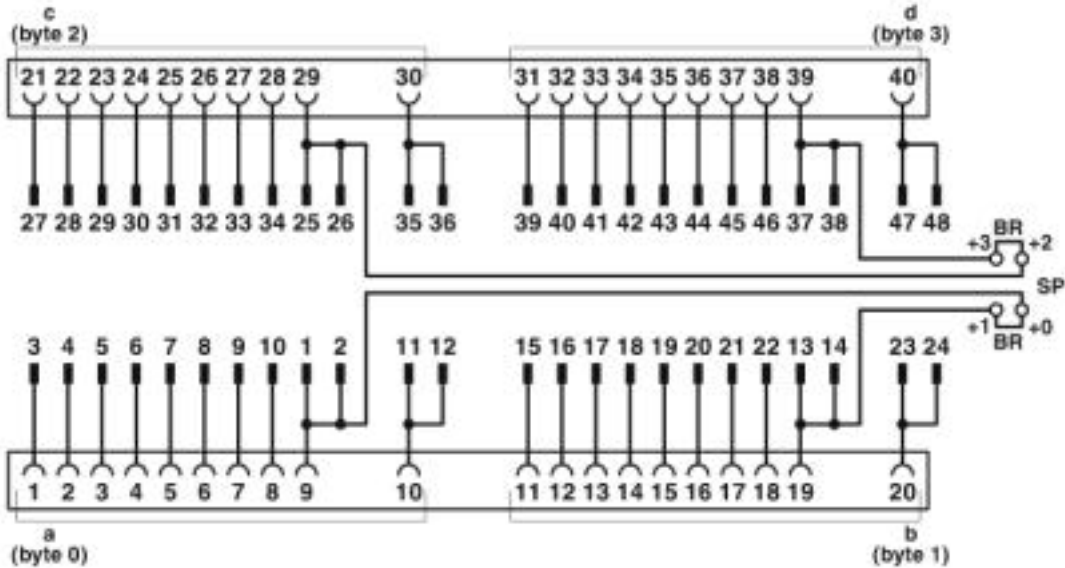 c d
(byte 2) (byte 3)
21 22 23 24 25 26 27 28 29 30 31 32 33 34 35 36 37 38 39 40
27 28 29 30 31 32 33 34 25 26 35 36 39 40 41 42 43 44 45 46 37 38 47 48
+3 BR +2
SP
+1 BR +0
3 4 5 6 7 8 9 10 1 2 11 12 15 16 17 18 19 20 21 22 13 14 23 24
1 2 3 4 5 6 7 8 9 10 11 12 13 14 15 16 17 18 19 20
a b
(byte 0) (byte 1)